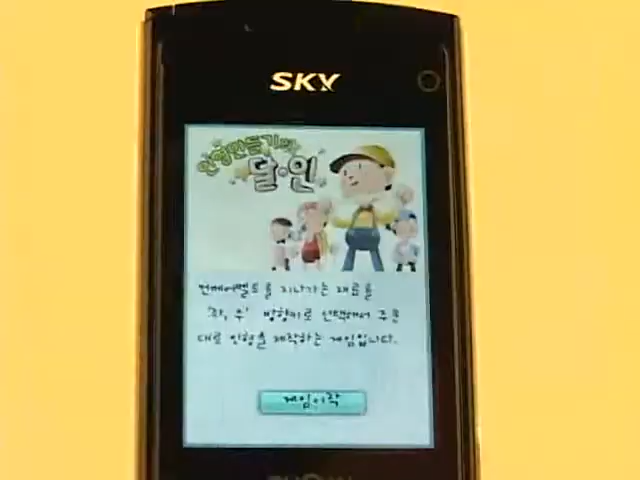 SKY
인형만들기의
달·인
컨베어벨트를 지나가는 재료를
'좌, 우' 방향키로 선택해서 주문
대로 인형을 제작하는 게임입니다.
게임시작